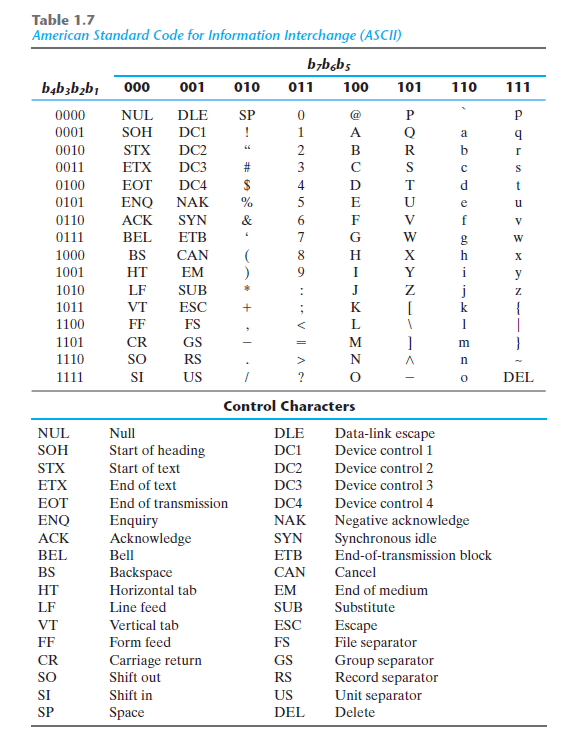 Table 1.7
American Standard Code for Information Interchange (ASCII)
b7b6b5
b4b3b2b1 000 001 010 011 100 101 110 111
0000 NUL DLE SP 0 @ P ` p
0001 SOH DC1 ! 1 A Q a q
0010 STX DC2 “ 2 B R b r
0011 ETX DC3 # 3 C S c s
0100 EOT DC4 $ 4 D T d t
0101 ENQ NAK % 5 E U e u
0110 ACK SYN & 6 F V f v
0111 BEL ETB ‘ 7 G W g w
1000 BS CAN ( 8 H X h x
1001 HT EM ) 9 I Y i y
1010 LF SUB * : J Z j z
1011 VT ESC + ; K [ k {
1100 FF FS , < L \ l |
1101 CR GS − = M ] m }
1110 SO RS . > N ^ n ~
1111 SI US / ? O − o DEL
Control Characters
NUL Null DLE Data-link escape
SOH Start of heading DC1 Device control 1
STX Start of text DC2 Device control 2
ETX End of text DC3 Device control 3
EOT End of transmission DC4 Device control 4
ENQ Enquiry NAK Negative acknowledge
ACK Acknowledge SYN Synchronous idle
BEL Bell ETB End-of-transmission block
BS Backspace CAN Cancel
HT Horizontal tab EM End of medium
LF Line feed SUB Substitute
VT Vertical tab ESC Escape
FF Form feed FS File separator
CR Carriage return GS Group separator
SO Shift out RS Record separator
SI Shift in US Unit separator
SP Space DEL Delete